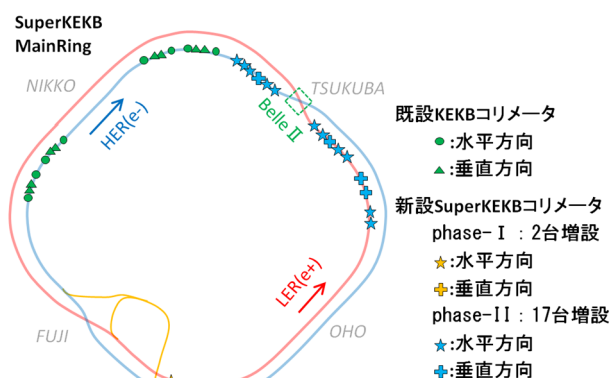 SuperKEKB
MainRing
NIKKO
TSUKUBA
HER(e-)
Belle II
既設KEKBコリメータ
:水平方向
:垂直方向
新設SuperKEKBコリメータ
phase-Ⅰ：2台増設
:水平方向
:垂直方向
phase-II：17台増設
:水平方向
:垂直方向
LER(e+)
FUJI
OHO